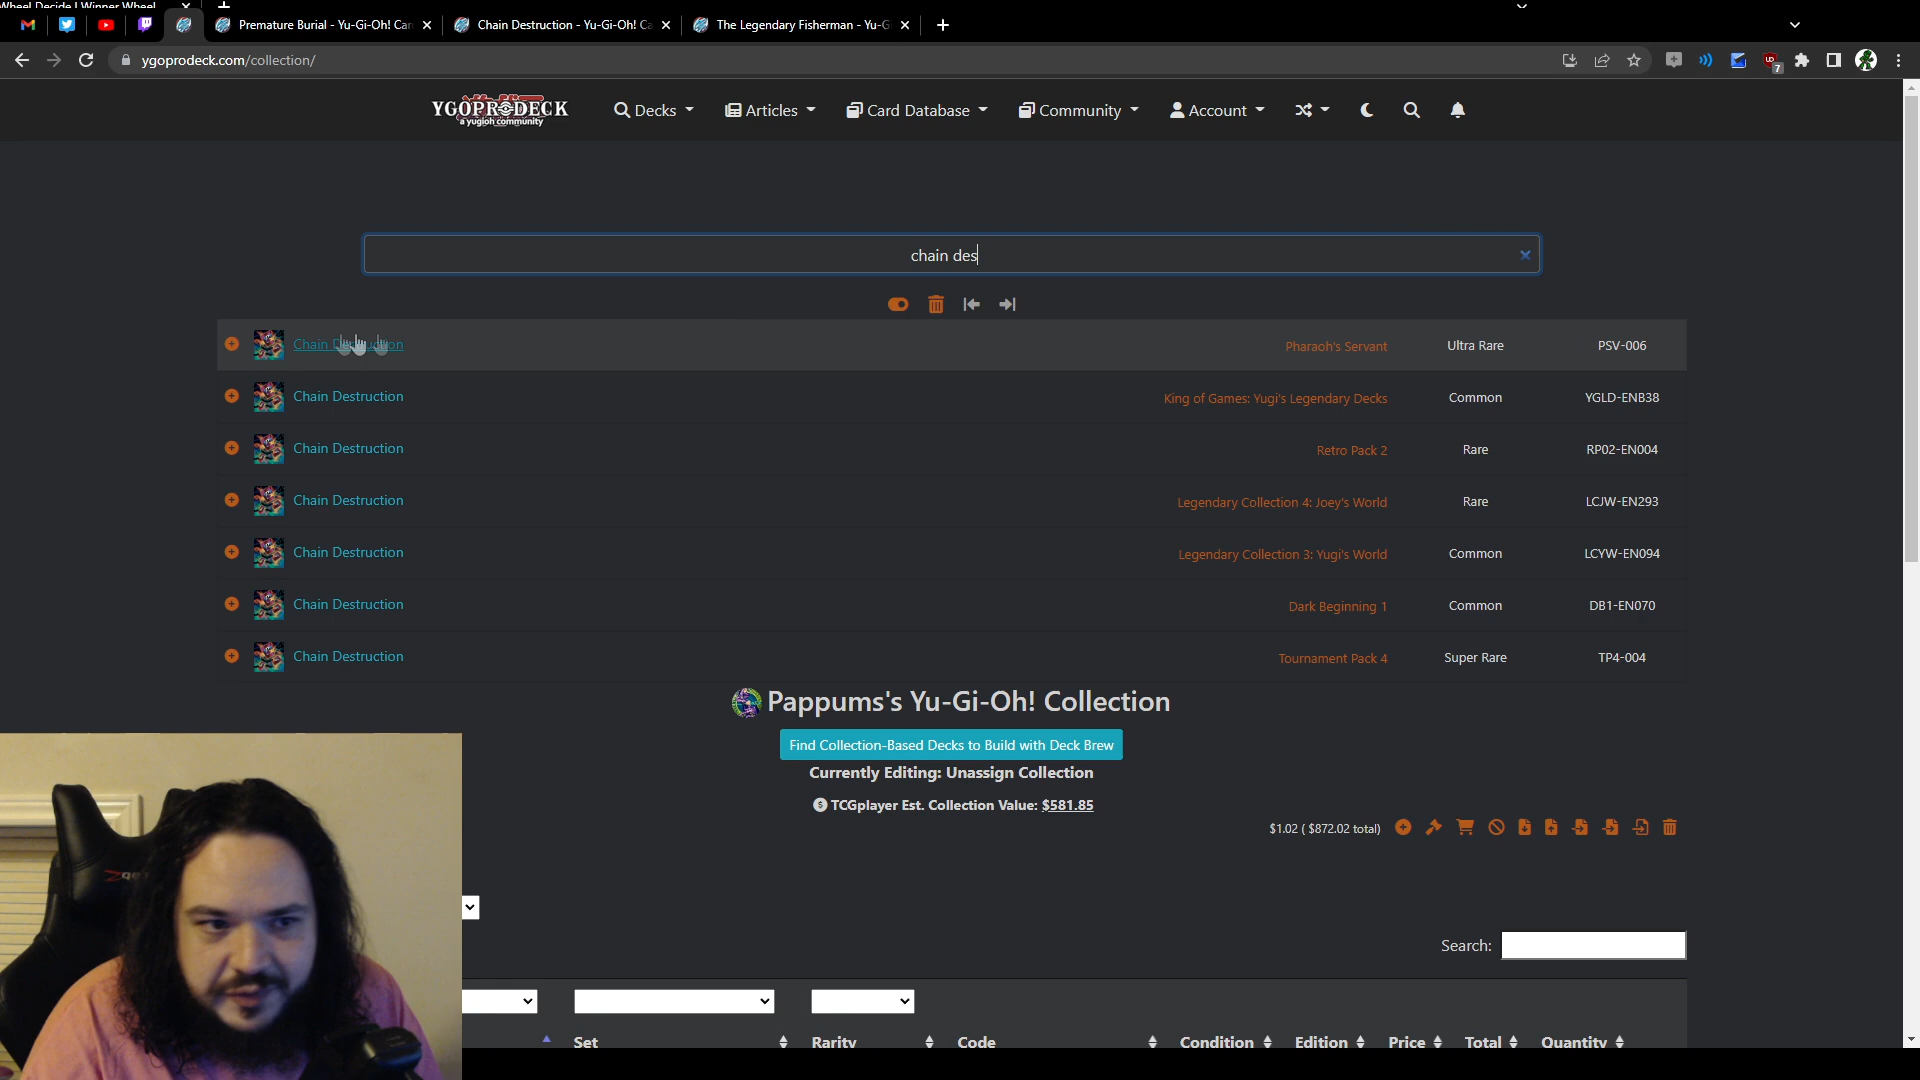 Wheel Decide | Winner Wheel
Premature Burial - Yu-Gi-Oh! Car
Chain Destruction - Yu-Gi-Oh! Ca
The Legendary Fisherman - Yu-G
ygoprodeck.com/collection/
7
YGOPRODECK
a yugioh community
Decks
Articles
Card Database
Community
Account
chain des
Chain Destruction Pharaoh's Servant Ultra Rare PSV-006
Chain Destruction King of Games: Yugi's Legendary Decks Common YGLD-ENB38
Chain Destruction Retro Pack 2 Rare RP02-EN004
Chain Destruction Legendary Collection 4: Joey's World Rare LCJW-EN293
Chain Destruction Legendary Collection 3: Yugi's World Common LCYW-EN094
Chain Destruction Dark Beginning 1 Common DB1-EN070
Chain Destruction Tournament Pack 4 Super Rare TP4-004
Pappums's Yu-Gi-Oh! Collection
Find Collection-Based Decks to Build with Deck Brew
Currently Editing: Unassign Collection
TCGplayer Est. Collection Value: $581.85
$1.02 ( $872.02 total)
Search:
Set Rarity Code Condition Edition Price Total Quantity